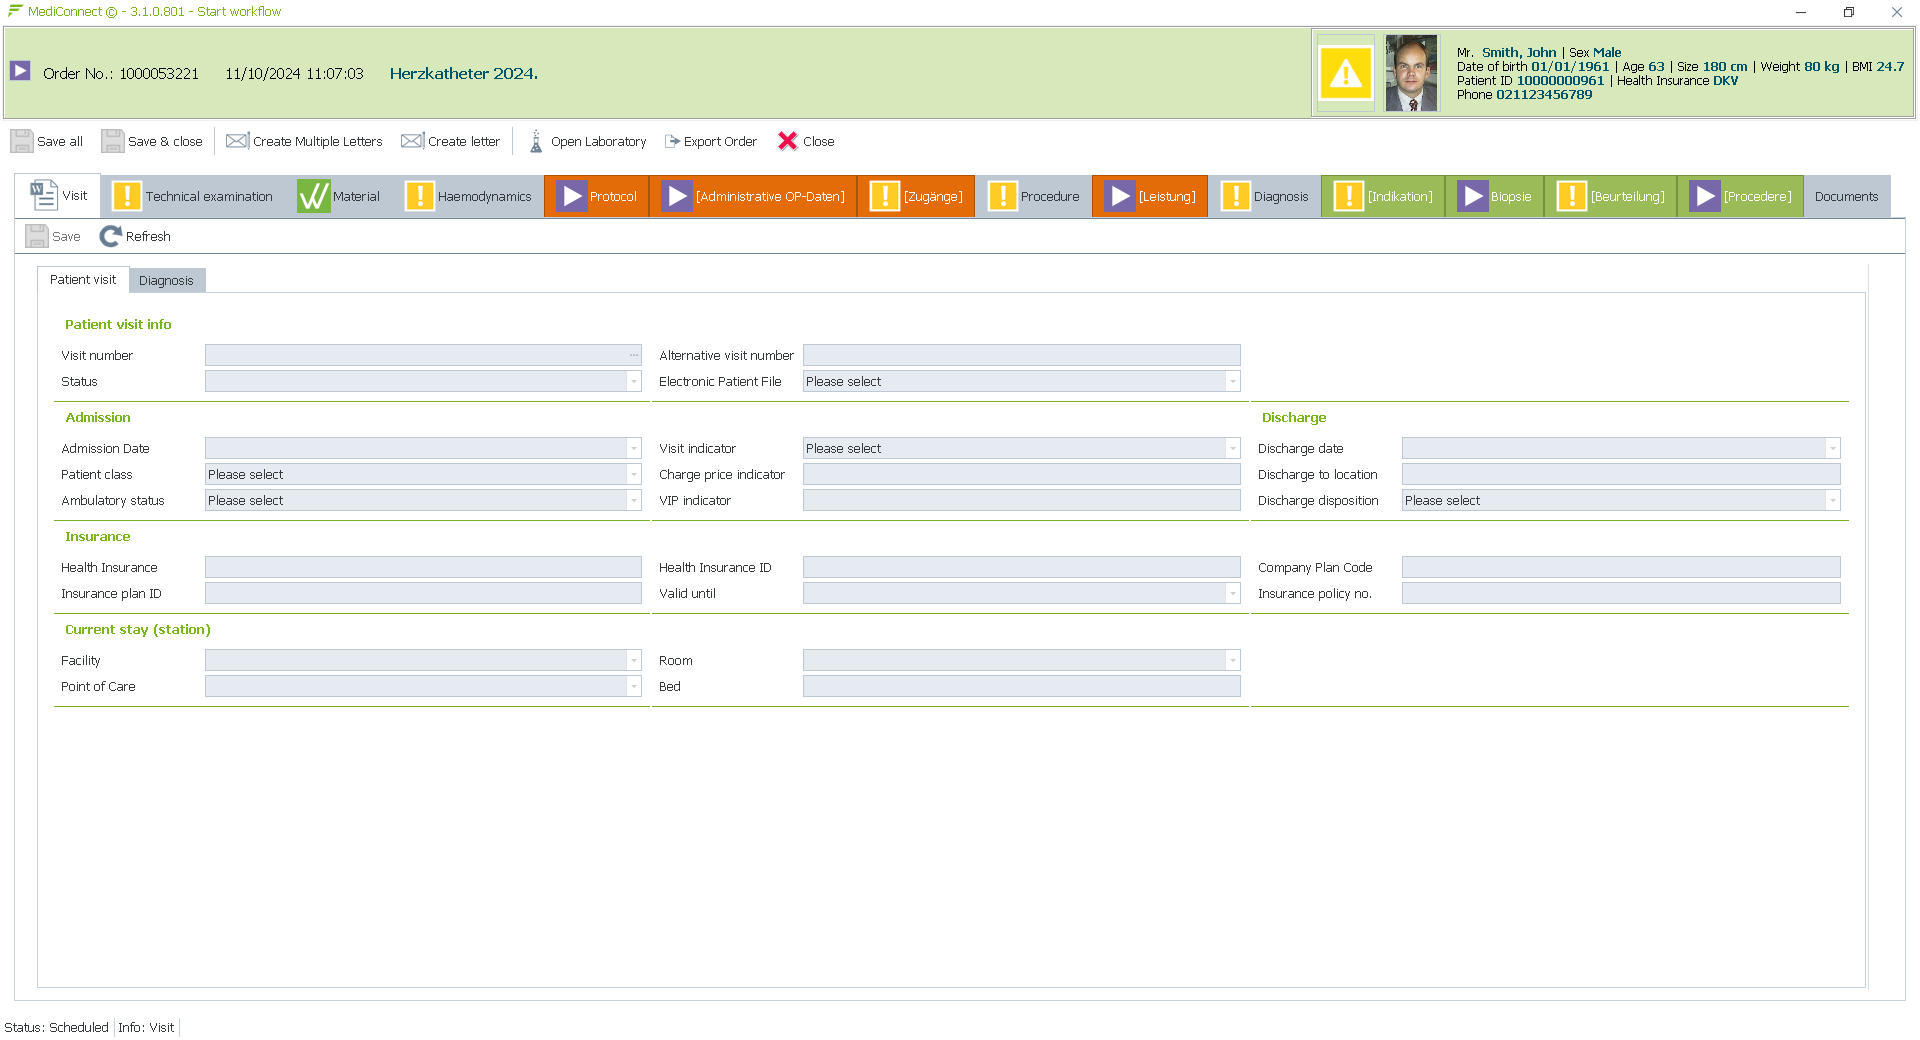 MediConnect © - 3.1.0.801 - Start workflow
Order No.: 1000053221 11/10/2024 11:07:03 Herzkatheter 2024.
Mr. Smith, John | Sex Male
Date of birth 01/01/1961 | Age 63 | Size 180 cm | Weight 80 kg | BMI 24.7
Patient ID 10000000961 | Health Insurance DKV
Phone 021123456789
Save all Save & close Create Multiple Letters Create letter Open Laboratory Export Order Close
Visit Technical examination Material Haemodynamics Protocol [Administrative OP-Daten] [Zugänge] Procedure [Leistung] Diagnosis [Indikation] Biopsie [Beurteilung] [Procedere] Documents
Save Refresh
Patient visit Diagnosis
Patient visit info
Visit number ... Alternative visit number
Status Electronic Patient File Please select
Admission Discharge
Admission Date Visit indicator Please select Discharge date
Patient class Please select Charge price indicator Discharge to location
Ambulatory status Please select VIP indicator Discharge disposition Please select
Insurance
Health Insurance Health Insurance ID Company Plan Code
Insurance plan ID Valid until Insurance policy no.
Current stay (station)
Facility Room
Point of Care Bed
Status: Scheduled Info: Visit